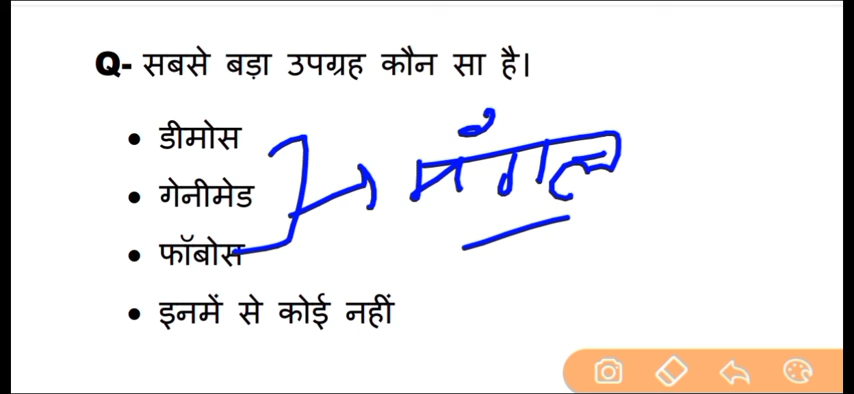 Q- सबसे बड़ा उपग्रह कौन सा है।
• डीमोस
• गेनीमेड
• फॉबोस
• इनमें से कोई नहीं
मंगल